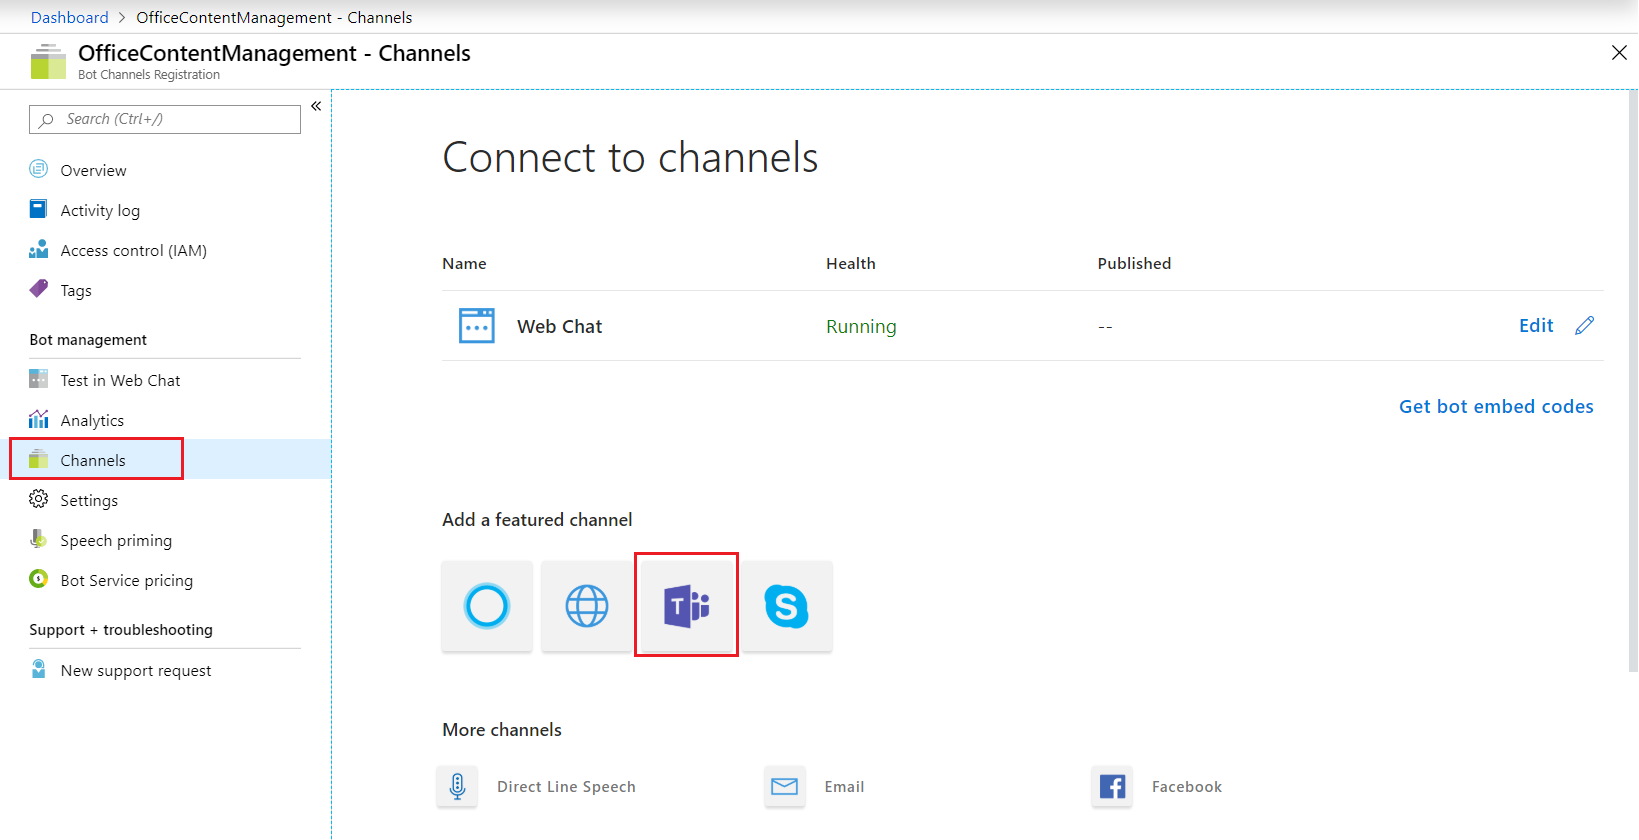 Dashboard > OfficeContentManagement - Channels
OfficeContentManagement - Channels
Bot Channels Registration
Search (Ctrl+/)
Overview
Activity log
Access control (IAM)
Tags
Bot management
Test in Web Chat
Analytics
Channels
Settings
Speech priming
Bot Service pricing
Support + troubleshooting
New support request
Connect to channels
Name Health Published
Web Chat Running -- Edit
Get bot embed codes
Add a featured channel
T S
More channels
Direct Line Speech Email Facebook